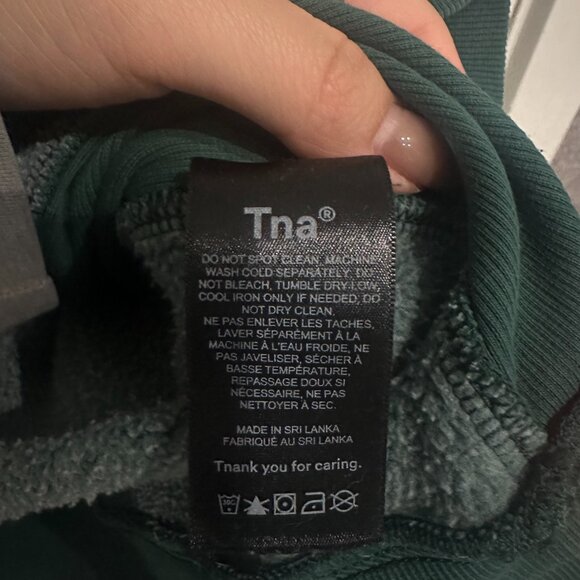 Tna®
DO NOT SPOT CLEAN, MACHINE
WASH COLD SEPARATELY, DO
NOT BLEACH, TUMBLE DRY LOW,
COOL IRON ONLY IF NEEDED, DO
NOT DRY CLEAN.
NE PAS ENLEVER LES TACHES,
LAVER SÉPARÉMENT À LA
MACHINE À L'EAU FROIDE, NE
PAS JAVELISER, SÉCHER À
BASSE TEMPÉRATURE,
REPASSAGE DOUX SI
NÉCESSAIRE, NE PAS
NETTOYER À SEC.
MADE IN SRI LANKA
FABRIQUÉ AU SRI LANKA
Tnank you for caring.
30C